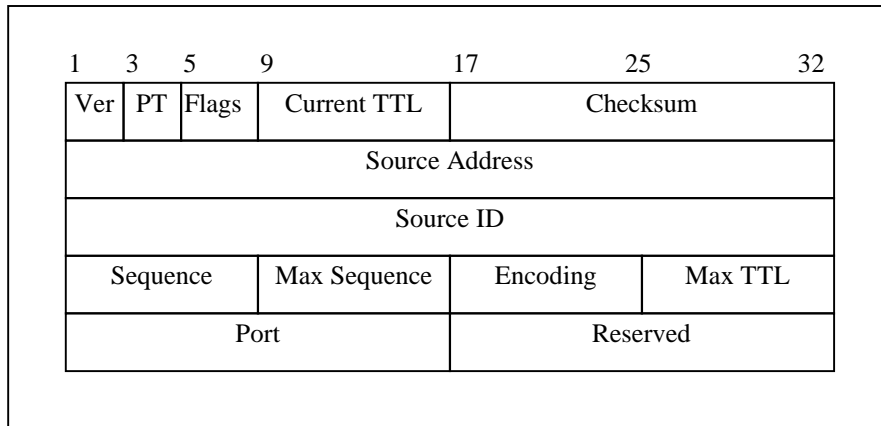 1 3 5 9 17 25 32
Ver PT Flags Current TTL Checksum
Source Address
Source ID
Sequence Max Sequence Encoding Max TTL
Port Reserved